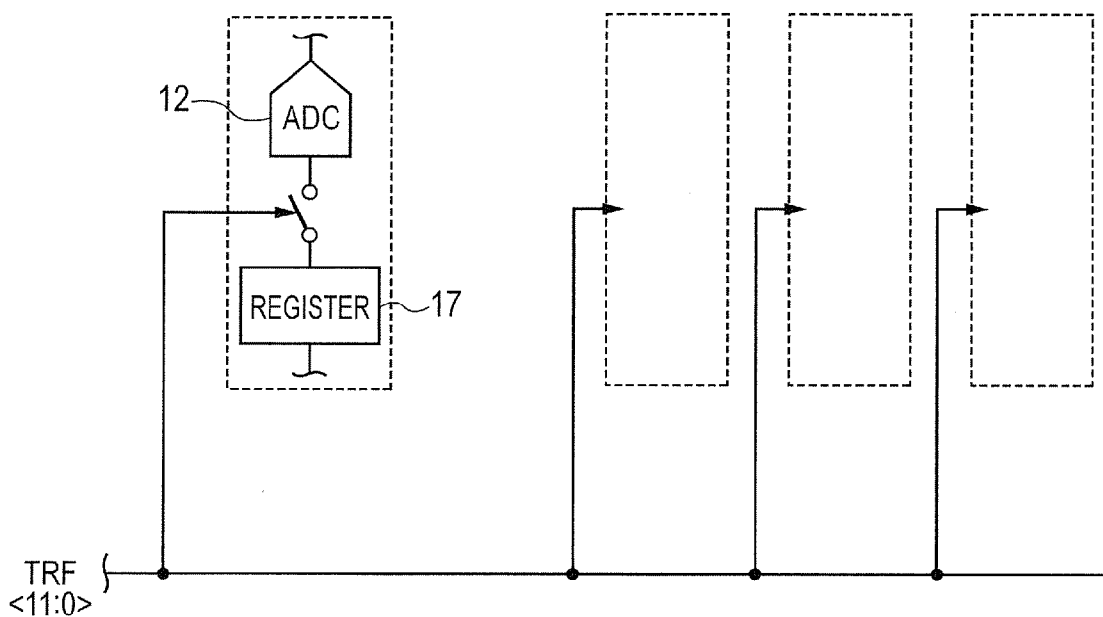 12
ADC
REGISTER
17
TRF
<11:0>